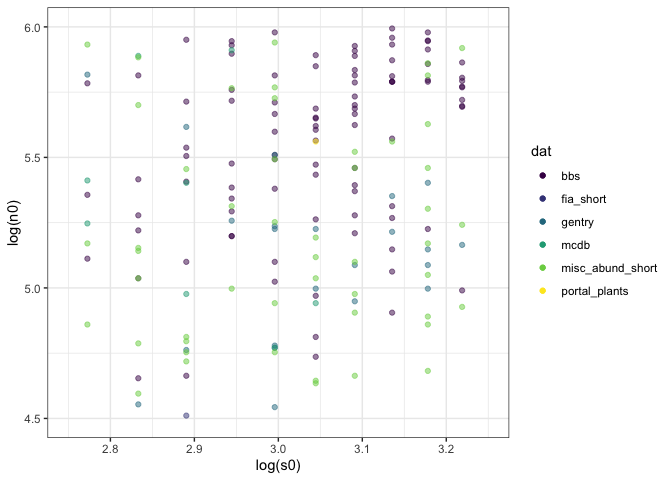 6.0
5.5
5.0
4.5
log(n0)
2.8 2.9 3.0 3.1 3.2
log(s0)
dat
bbs
fia_short
gentry
mcdb
misc_abund_short
portal_plants